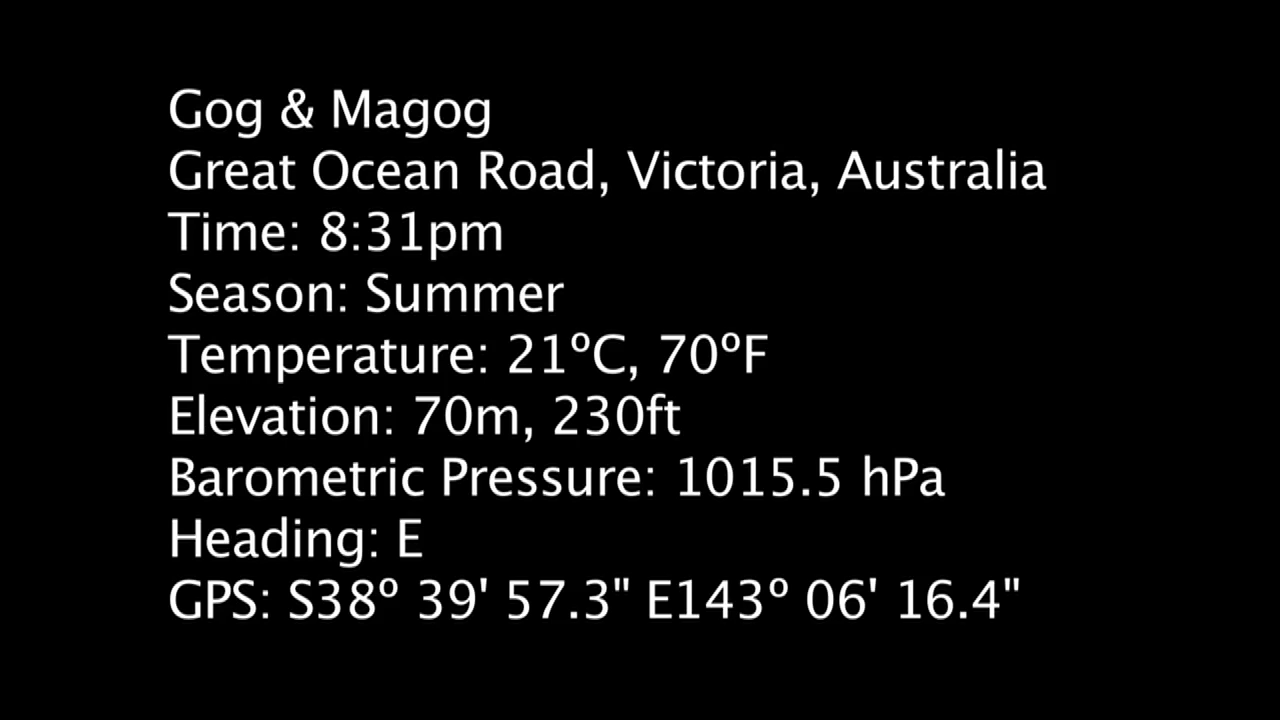 Gog & Magog
Great Ocean Road, Victoria, Australia
Time: 8:31pm
Season: Summer
Temperature: 21ºC, 70ºF
Elevation: 70m, 230ft
Barometric Pressure: 1015.5 hPa
Heading: E
GPS: S38º 39' 57.3" E143º 06' 16.4"